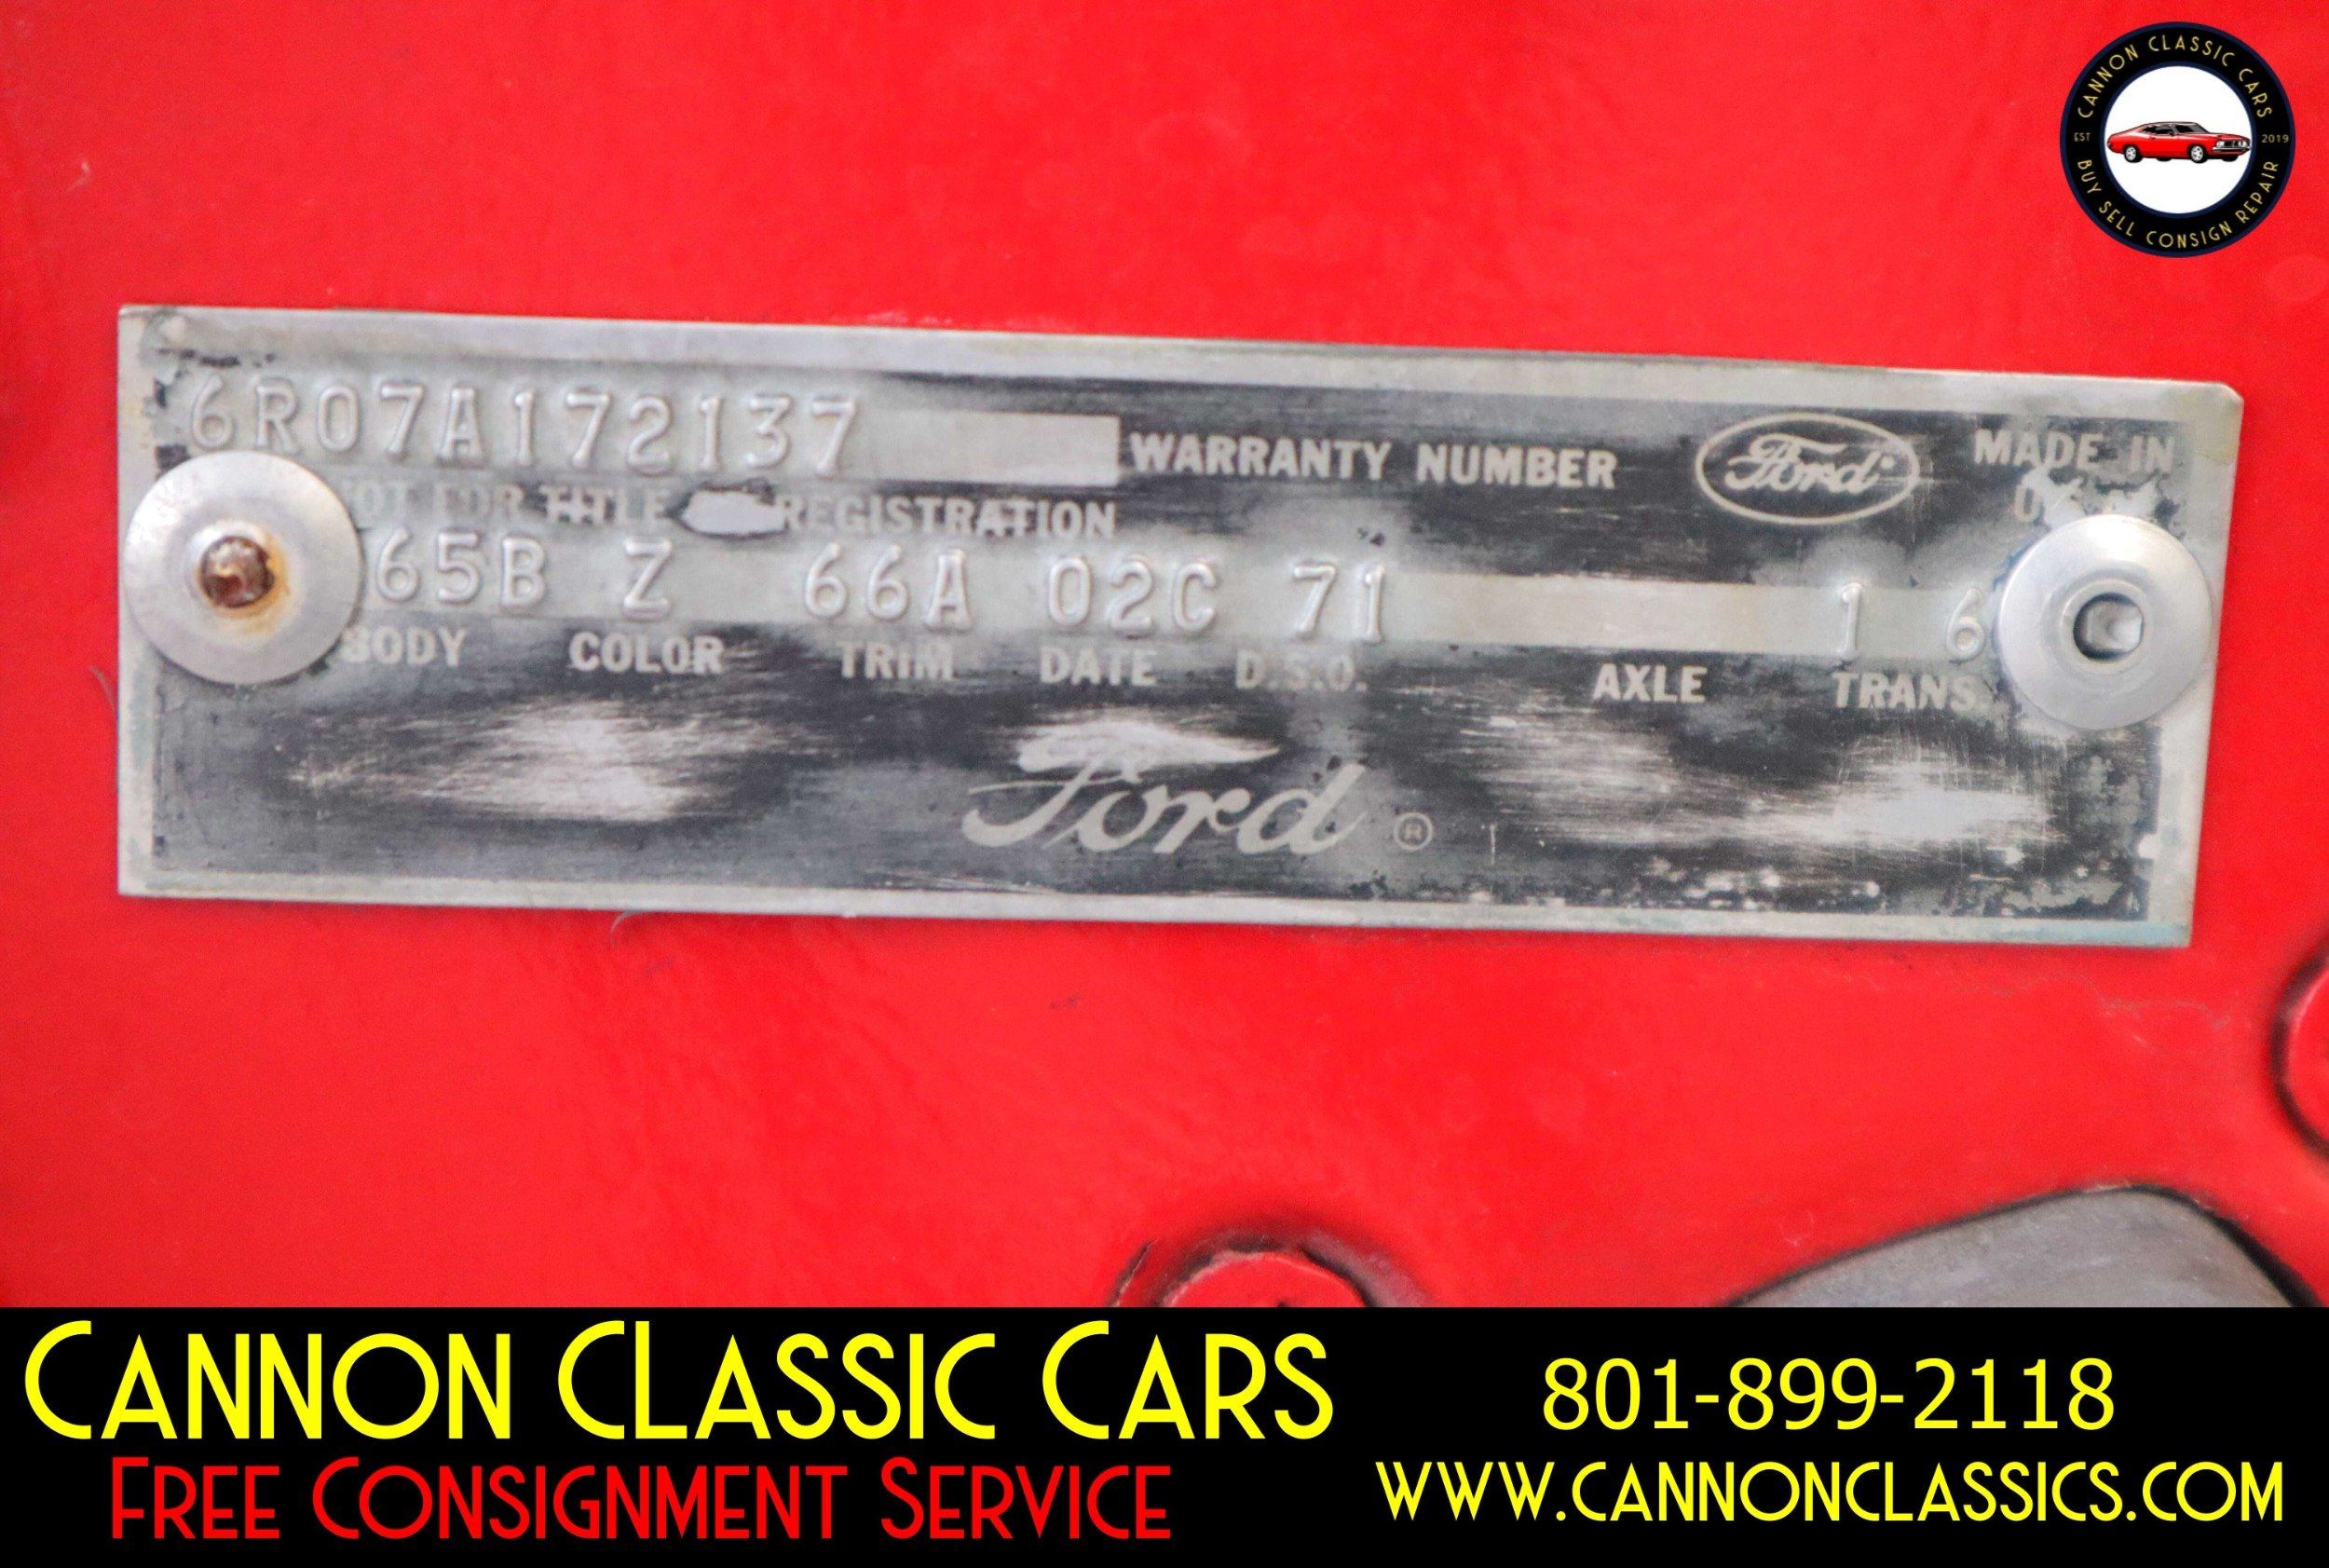 CANNON CLASSIC CARS
EST 2019
BUY SELL CONSIGN REPAIR
6R07A172137 WARRANTY NUMBER Ford MADE IN
FOR TITLE REGISTRATION
65B Z 66A 02C 71 1 6
BODY COLOR TRIM DATE D.S.O. AXLE TRANS.
Ford ®
CANNON CLASSIC CARS
FREE CONSIGNMENT SERVICE
801-899-2118
WWW.CANNONCLASSICS.COM